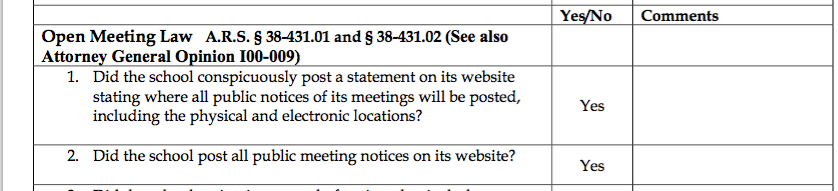 Yes/No Comments
Open Meeting Law A.R.S. § 38-431.01 and § 38-431.02 (See also
Attorney General Opinion I00-009)
1. Did the school conspicuously post a statement on its website
stating where all public notices of its meetings will be posted,
including the physical and electronic locations?
Yes
2. Did the school post all public meeting notices on its website?
Yes